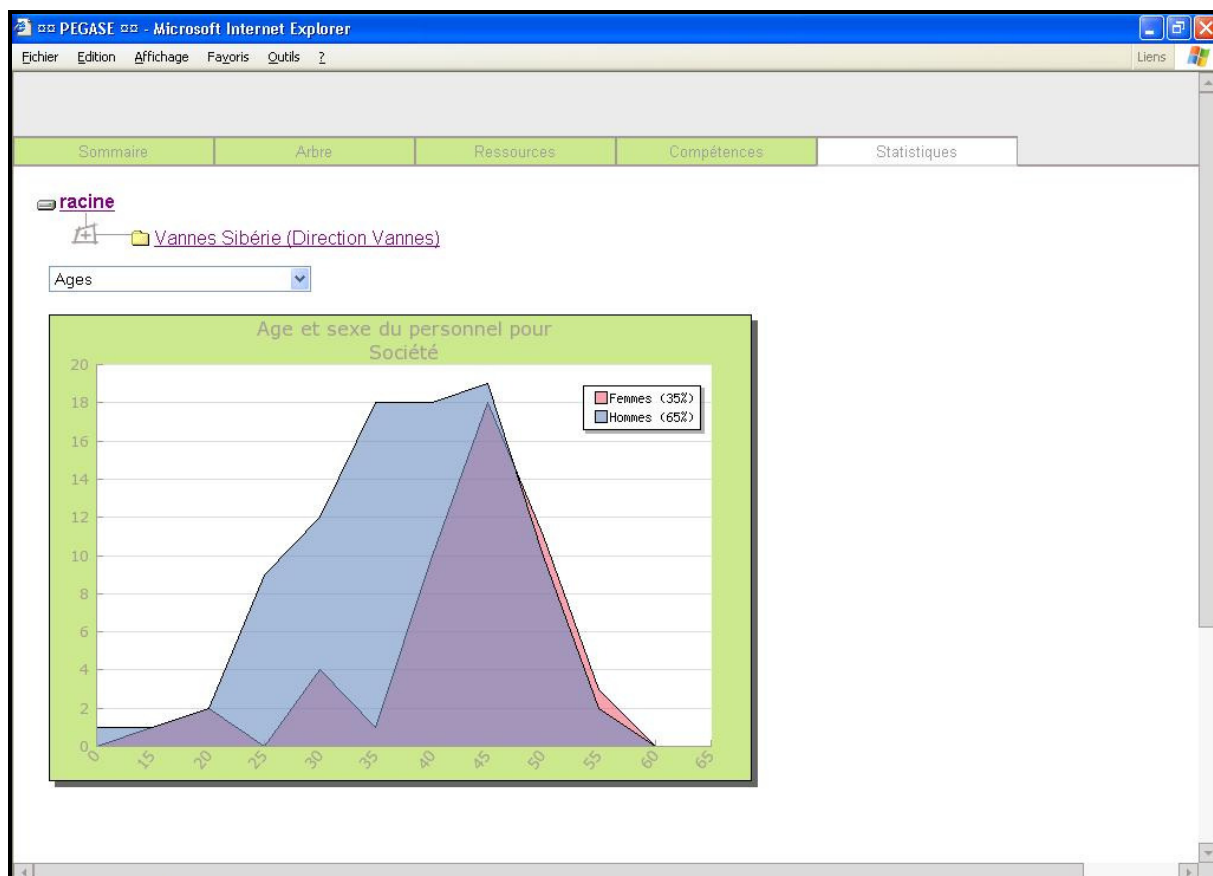 ¤¤ PEGASE ¤¤ - Microsoft Internet Explorer
Fichier Edition Affichage Favoris Outils ? Liens
Sommaire Arbre Ressources Compétences Statistiques
racine
Vannes Sibérie (Direction Vannes)
Ages
Age et sexe du personnel pour
Société
20
18
16
14
12
10
8
6
4
2
0
Femmes (35%)
Hommes (65%)
0 15 20 25 30 35 40 45 50 55 60 65